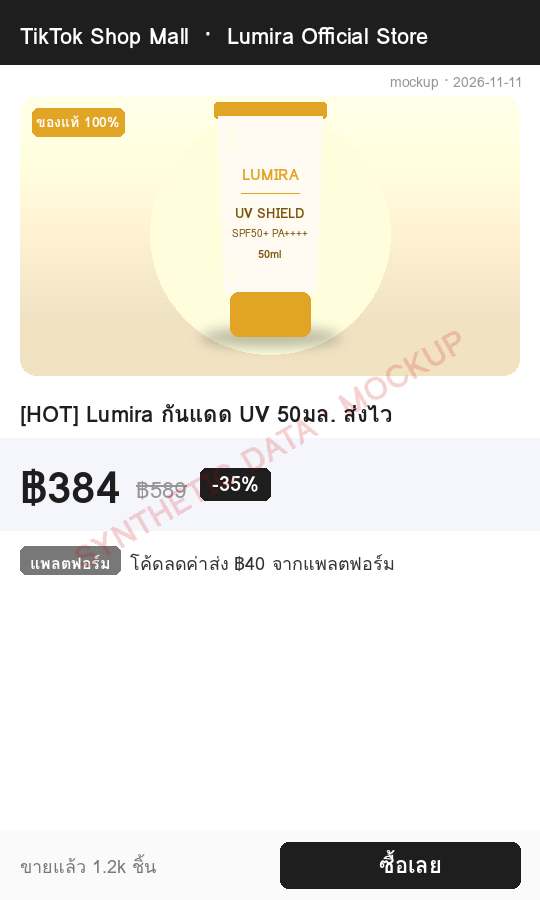 TikTok Shop Mall · Lumira Official Store
mockup · 2026-11-11
ของแท้ 100%
LUMIRA
UV SHIELD
SPF50+ PA++++
50ml
[HOT] Lumira กันแดด UV 50มล. ส่งไว
฿384 ฿589 -35%
แพลตฟอร์ม โค้ดลดค่าส่ง ฿40 จากแพลตฟอร์ม
SYNTHETIC DATA · MOCKUP
ขายแล้ว 1.2k ชิ้น
ซื้อเลย